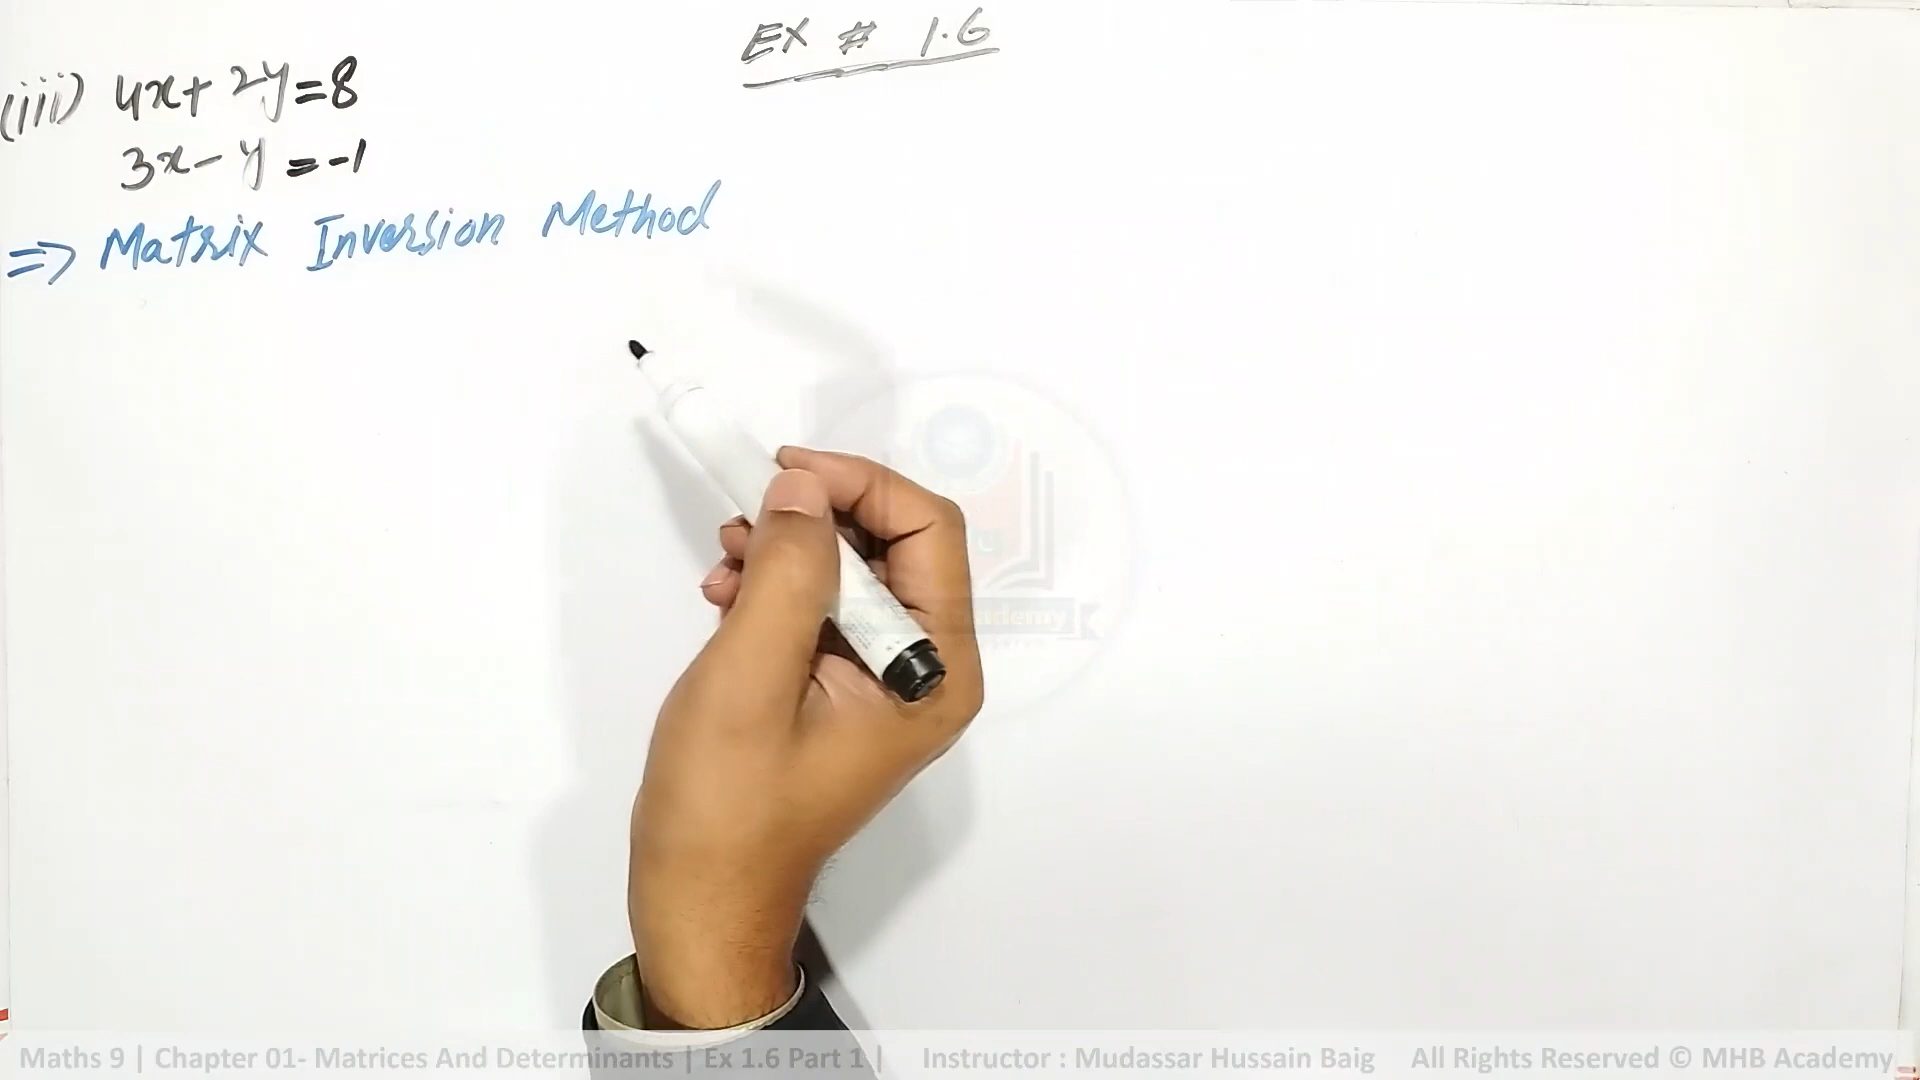 EX # 1.6
(iii) 4x+ 2y=8
3x- y =-1
=> Matrix Inversion Method
Maths 9 | Chapter 01- Matrices And Determinants | Ex 1.6 Part 1 | Instructor : Mudassar Hussain Baig All Rights Reserved © MHB Academy